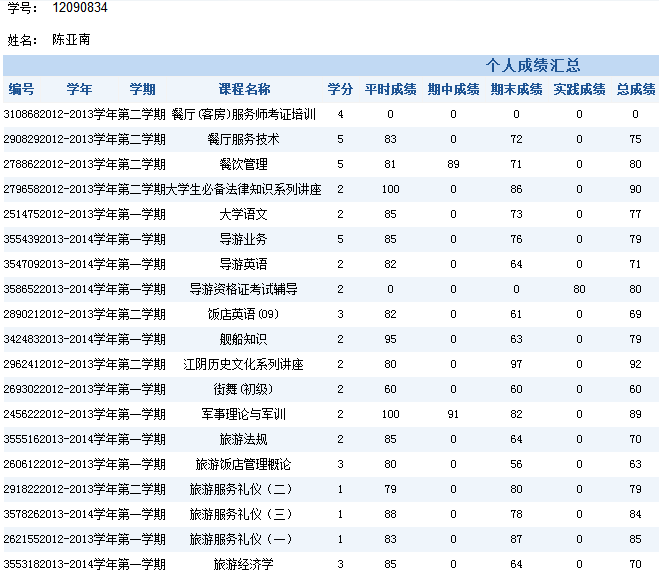 学号： 12090834
姓名： 陈亚南
个人成绩汇总
编号 学年 学期 课程名称 学分 平时成绩 期中成绩 期末成绩 实践成绩 总成绩
310868 2012-2013学年 第二学期 餐厅(客房)服务师考证培训 4 0 0 0 0 0
290829 2012-2013学年 第二学期 餐厅服务技术 5 83 0 72 0 75
278862 2012-2013学年 第二学期 餐饮管理 5 81 89 71 0 80
279658 2012-2013学年 第二学期 大学生必备法律知识系列讲座 2 100 0 86 0 90
251475 2012-2013学年 第一学期 大学语文 2 85 0 73 0 77
355439 2013-2014学年 第一学期 导游业务 5 85 0 76 0 79
354709 2013-2014学年 第一学期 导游英语 2 82 0 64 0 71
358652 2013-2014学年 第一学期 导游资格证考试辅导 2 0 0 0 80 80
289021 2012-2013学年 第二学期 饭店英语(09) 3 82 0 61 0 69
342483 2013-2014学年 第一学期 舰船知识 2 95 0 63 0 79
296241 2012-2013学年 第二学期 江阴历史文化系列讲座 2 80 0 97 0 92
269302 2012-2013学年 第一学期 街舞(初级) 2 60 0 60 0 60
245622 2012-2013学年 第一学期 军事理论与军训 2 100 91 82 0 89
355516 2013-2014学年 第一学期 旅游法规 2 85 0 64 0 70
260612 2012-2013学年 第一学期 旅游饭店管理概论 3 80 0 56 0 63
291822 2012-2013学年 第二学期 旅游服务礼仪（二） 1 79 0 80 0 79
357826 2013-2014学年 第一学期 旅游服务礼仪（三） 1 88 0 78 0 84
262155 2012-2013学年 第一学期 旅游服务礼仪（一） 1 83 0 87 0 85
355318 2013-2014学年 第一学期 旅游经济学 3 85 0 64 0 70